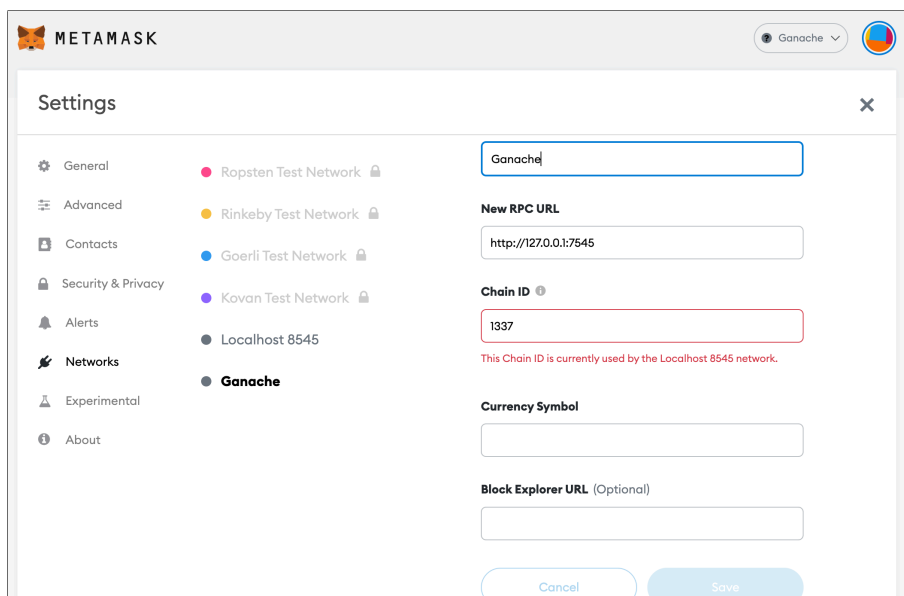 METAMASK
Ganache
Settings
General
Advanced
Contacts
Security & Privacy
Alerts
Networks
Experimental
About
Ropsten Test Network
Rinkeby Test Network
Goerli Test Network
Kovan Test Network
Localhost 8545
Ganache
Ganache
New RPC URL
http://127.0.0.1:7545
Chain ID
1337
This Chain ID is currently used by the Localhost 8545 network.
Currency Symbol
Block Explorer URL (Optional)
Cancel
Save